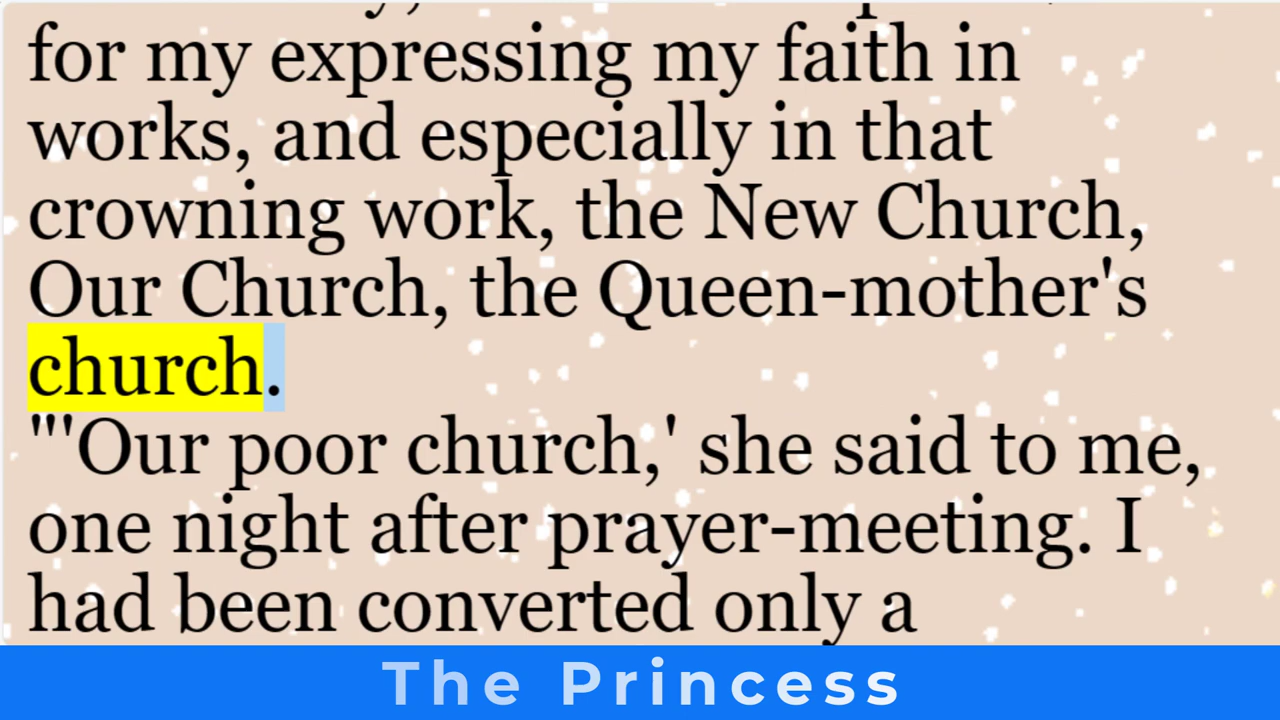 for my expressing my faith in
works, and especially in that
crowning work, the New Church,
Our Church, the Queen-mother's
church.
"'Our poor church,' she said to me,
one night after prayer-meeting. I
had been converted only a
The Princess